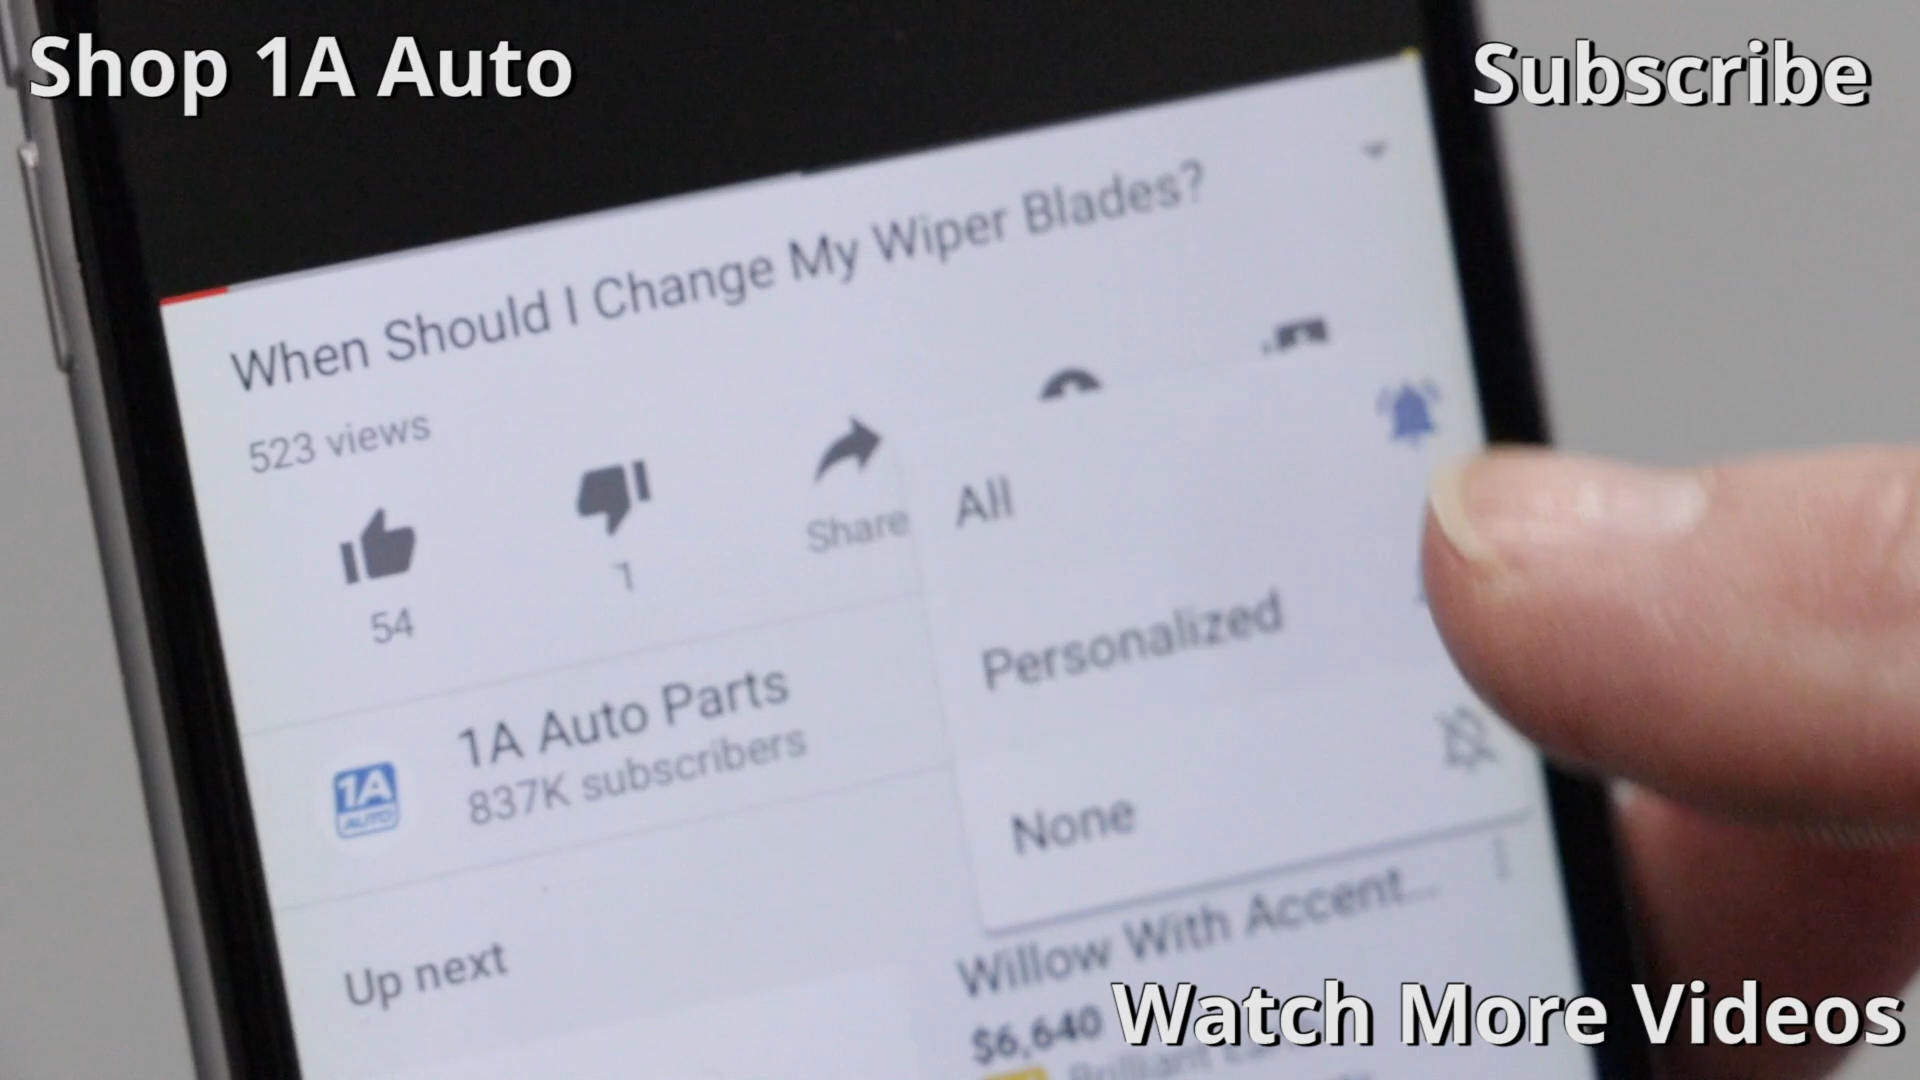 Shop 1A Auto
Subscribe
When Should I Change My Wiper Blades?
523 views
54
1
Share
All
Personalized
None
1A Auto Parts
837K subscribers
1A
AUTO
Up next
Willow With Accent...
$6,640
Brilliant
Watch More Videos